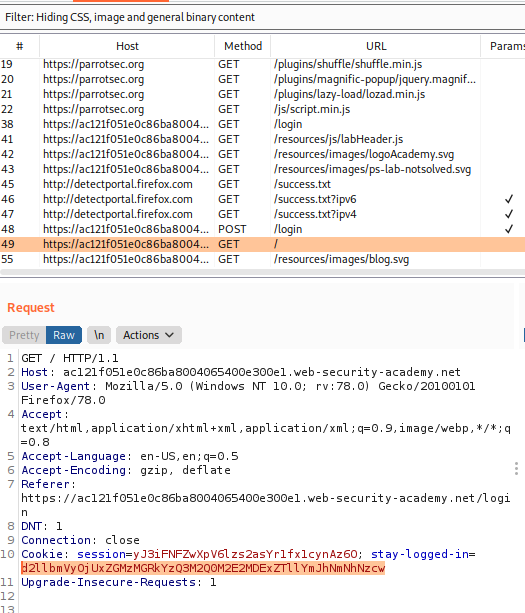 Filter: Hiding CSS, image and general binary content
# Host Method URL Params
19 https://parrotsec.org GET /plugins/shuffle/shuffle.min.js
20 https://parrotsec.org GET /plugins/magnific-popup/jquery.magnif...
21 https://parrotsec.org GET /plugins/lazy-load/lozad.min.js
22 https://parrotsec.org GET /js/script.min.js
38 https://ac121f051e0c86ba8004... GET /login
41 https://ac121f051e0c86ba8004... GET /resources/js/labHeader.js
42 https://ac121f051e0c86ba8004... GET /resources/images/logoAcademy.svg
43 https://ac121f051e0c86ba8004... GET /resources/images/ps-lab-notsolved.svg
45 http://detectportal.firefox.com GET /success.txt
46 http://detectportal.firefox.com GET /success.txt?ipv6 ✓
47 http://detectportal.firefox.com GET /success.txt?ipv4 ✓
48 https://ac121f051e0c86ba8004... POST /login ✓
49 https://ac121f051e0c86ba8004... GET /
55 https://ac121f051e0c86ba8004... GET /resources/images/blog.svg
Request
Pretty Raw \n Actions
1 GET / HTTP/1.1
2 Host: ac121f051e0c86ba8004065400e300e1.web-security-academy.net
3 User-Agent: Mozilla/5.0 (Windows NT 10.0; rv:78.0) Gecko/20100101
Firefox/78.0
4 Accept:
text/html,application/xhtml+xml,application/xml;q=0.9,image/webp,*/*;q
=0.8
5 Accept-Language: en-US,en;q=0.5
6 Accept-Encoding: gzip, deflate
7 Referer:
https://ac121f051e0c86ba8004065400e300e1.web-security-academy.net/logi
n
8 DNT: 1
9 Connection: close
10 Cookie: session=yJ3iFNFZwXpV6lzs2asYr1fx1cynAz6O; stay-logged-in=
d2llbmVyOjUxZGMzMGRkYzQ3M2Q0M2E2MDExZTllYmJhNmNhNzcw
11 Upgrade-Insecure-Requests: 1
12
13